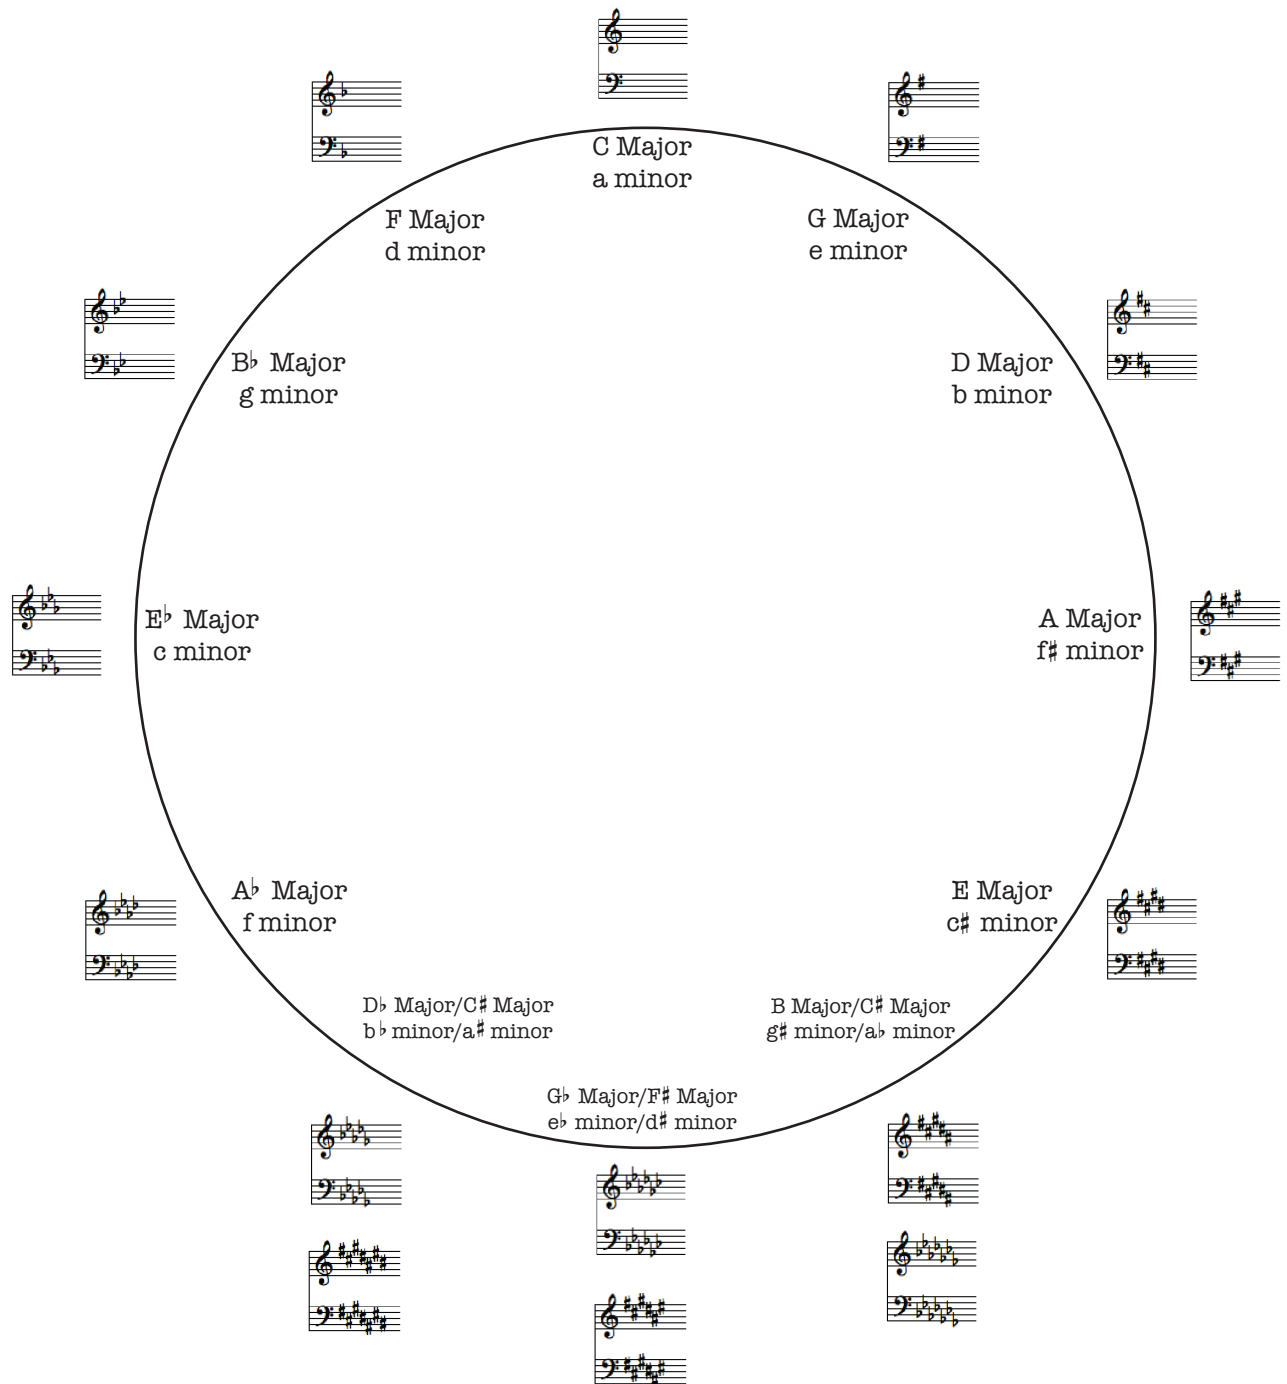 C Major
a minor
F Major
d minor
G Major
e minor
B♭ Major
g minor
D Major
b minor
E♭ Major
c minor
A Major
f♯ minor
A♭ Major
f minor
E Major
c♯ minor
D♭ Major/C♯ Major
b♭ minor/a♯ minor
B Major/C♯ Major
g♯ minor/a♭ minor
G♭ Major/F♯ Major
e♭ minor/d♯ minor